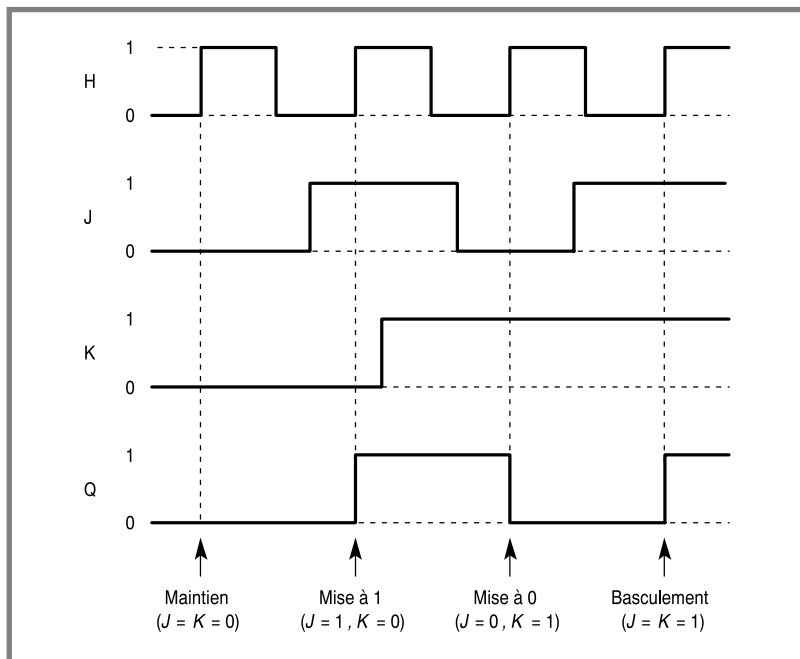 1
H
0
1
J
0
1
K
0
1
Q
0
Maintien Mise à 1 Mise à 0 Basculement
(J = K = 0) (J = 1 , K = 0) (J = 0 , K = 1) (J = K = 1)